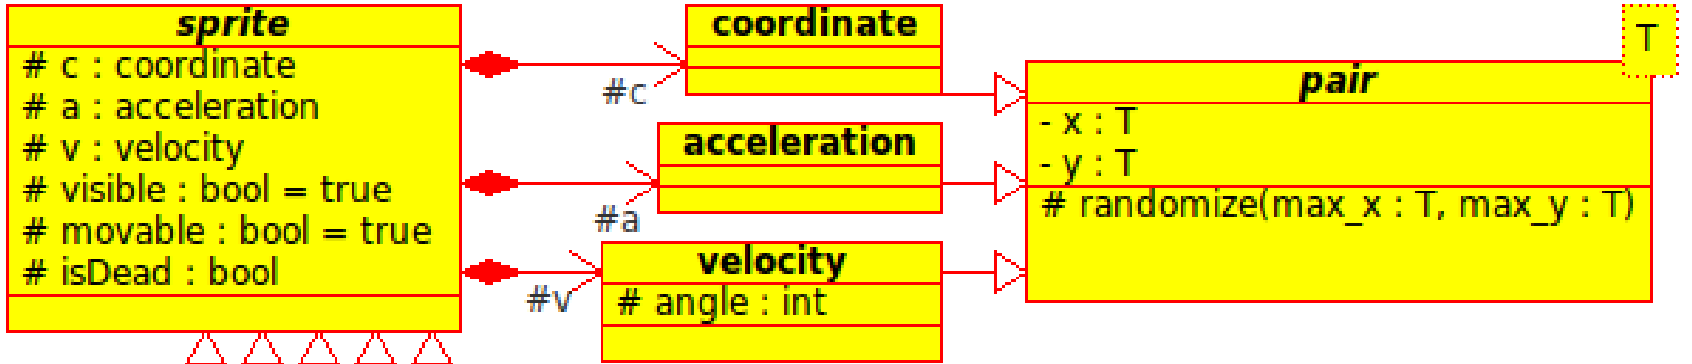 sprite
# c : coordinate
# a : acceleration
# v : velocity
# visible : bool = true
# movable : bool = true
# isDead : bool
#c
#a
#v
coordinate
acceleration
velocity
# angle : int
T
pair
- x : T
- y : T
# randomize(max_x : T, max_y : T)